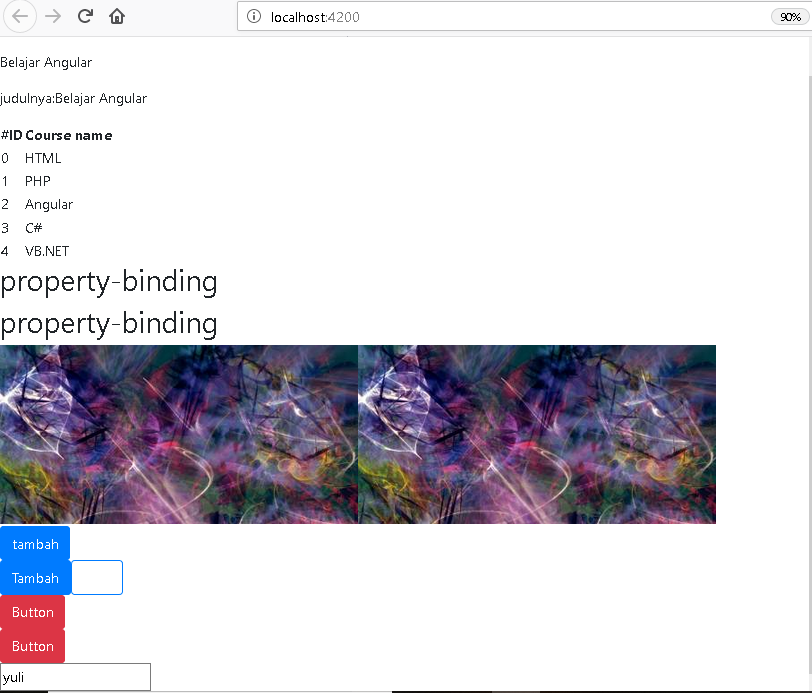 localhost:4200
90%
Belajar Angular
judulnya:Belajar Angular
#ID Course name
0 HTML
1 PHP
2 Angular
3 C#
4 VB.NET
property-binding
property-binding
tambah
Tambah
Button
Button
yuli